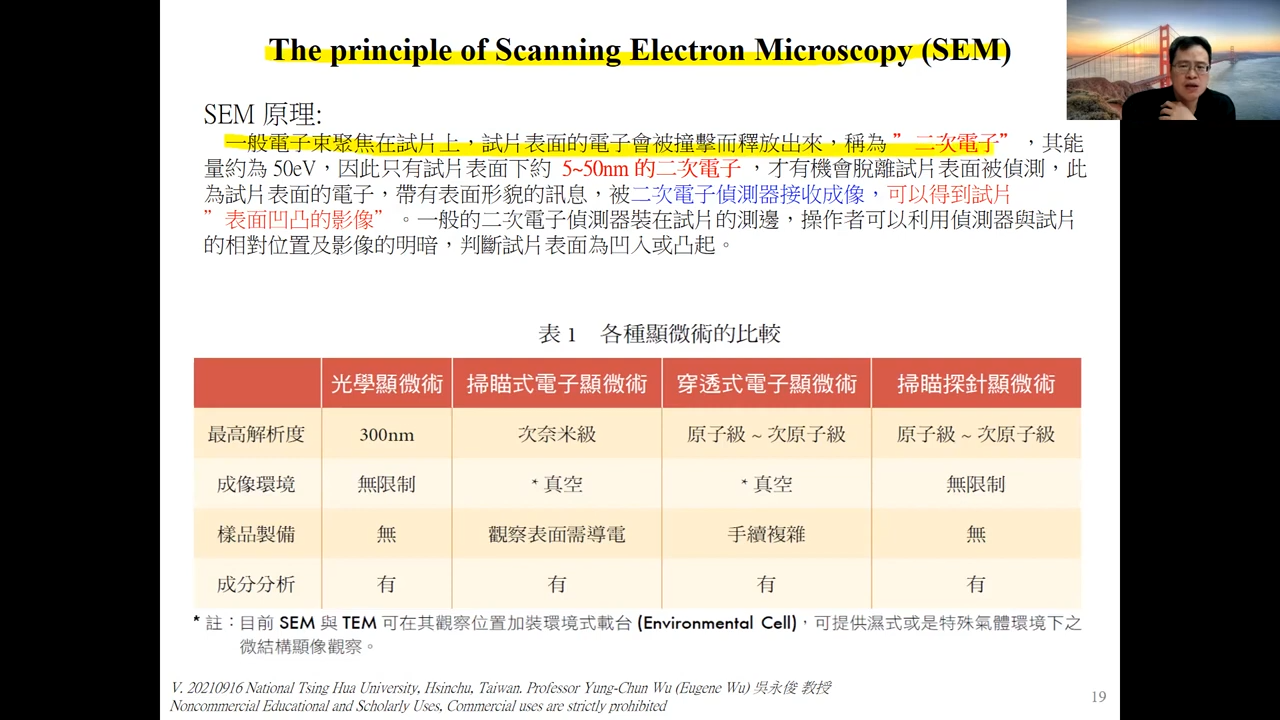 The principle of Scanning Electron Microscopy (SEM)
SEM 原理:
一般電子束聚焦在試片上，試片表面的電子會被撞擊而釋放出來，稱為 ”二次電子” ，其能
量約為 50eV，因此只有試片表面下約 5~50nm 的二次電子 ，才有機會脫離試片表面被偵測，此
為試片表面的電子，帶有表面形貌的訊息，被二次電子偵測器接收成像，可以得到試片
”表面凹凸的影像” 。一般的二次電子偵測器裝在試片的測邊，操作者可以利用偵測器與試片
的相對位置及影像的明暗，判斷試片表面為凹入或凸起。
表 1 各種顯微術的比較
光學顯微術 掃瞄式電子顯微術 穿透式電子顯微術 掃瞄探針顯微術
最高解析度 300nm 次奈米級 原子級 ~ 次原子級 原子級 ~ 次原子級
成像環境 無限制 * 真空 * 真空 無限制
樣品製備 無 觀察表面需導電 手續複雜 無
成分分析 有 有 有 有
* 註：目前 SEM 與 TEM 可在其觀察位置加裝環境式載台 (Environmental Cell)，可提供濕式或是特殊氣體環境下之
微結構顯像觀察。
V. 20210916 National Tsing Hua University, Hsinchu, Taiwan. Professor Yung-Chun Wu (Eugene Wu) 吳永俊 教授
Noncommercial Educational and Scholarly Uses, Commercial uses are strictly prohibited
19